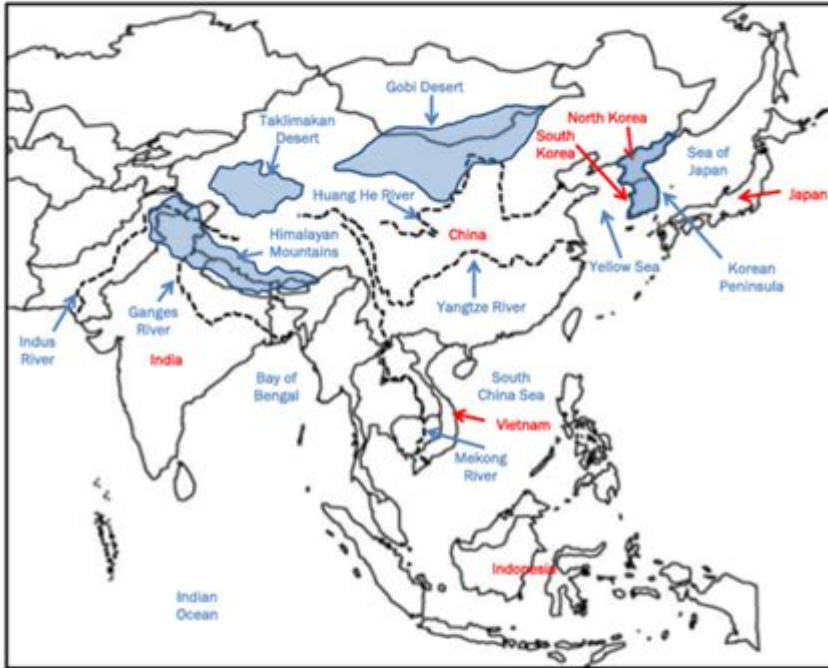 Gobi Desert
Taklimakan
Desert
North Korea
South
Korea
Sea of
Japan
Japan
Huang He River
China
Himalayan
Mountains
Yellow Sea
Korean
Peninsula
Yangtze River
Ganges
River
Indus
River
India
Bay of
Bengal
South
China Sea
Vietnam
Mekong
River
Indonesia
Indian
Ocean